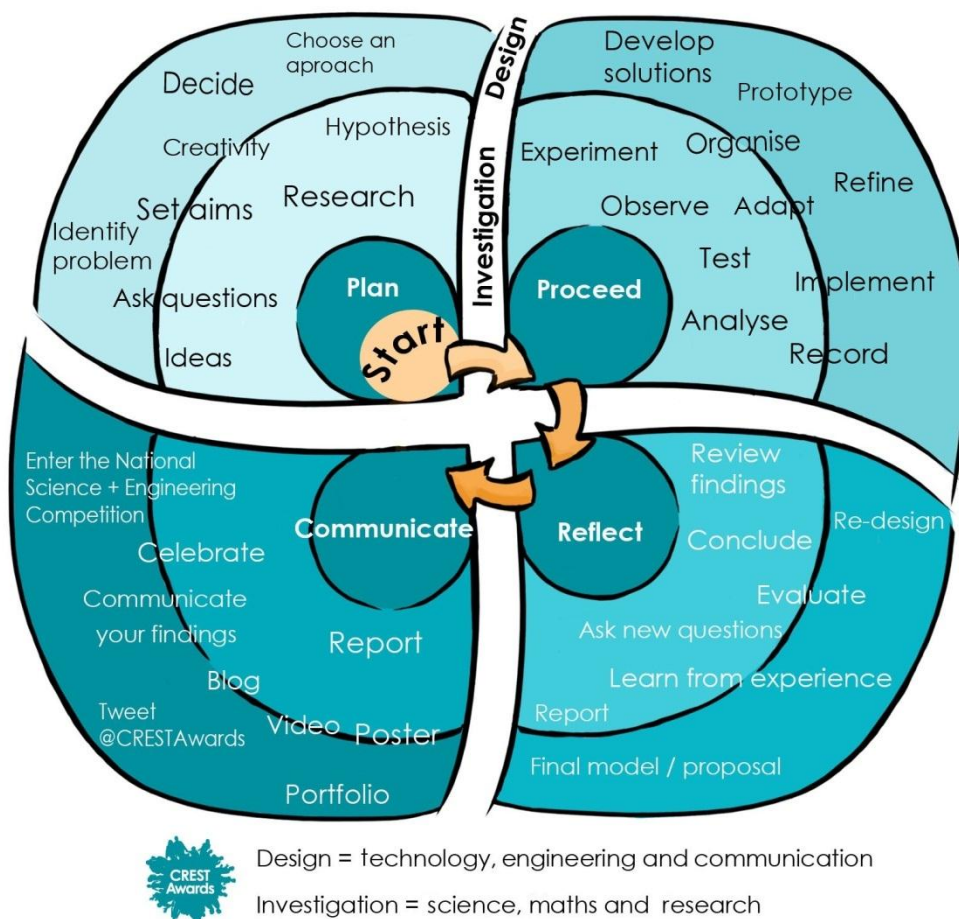 Choose an
aproach
Decide
Hypothesis
Creativity
Research
Set aims
Identify
problem
Ask questions
Ideas
Plan
Start
Design
Investigation
Develop
solutions
Prototype
Experiment
Organise
Refine
Observe
Adapt
Test
Implement
Analyse
Record
Proceed
Review
findings
Re-design
Conclude
Reflect
Evaluate
Ask new questions
Learn from experience
Report
Final model / proposal
Enter the National
Science + Engineering
Competition
Communicate
Celebrate
Communicate
your findings
Report
Blog
Tweet
@CRESTAwards
Video
Poster
Portfolio
CREST
Awards
Design = technology, engineering and communication
Investigation = science, maths and research